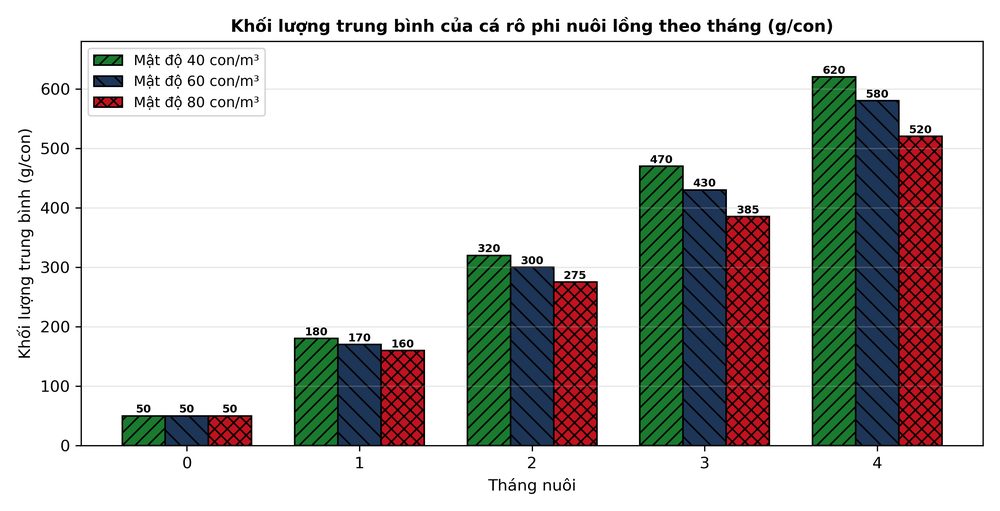 Khối lượng trung bình của cá rô phi nuôi lồng theo tháng (g/con)
Mật độ 40 con/m³
Mật độ 60 con/m³
Mật độ 80 con/m³
Khối lượng trung bình (g/con)
600
500
400
300
200
100
0
50 50 50
180 170 160
320 300 275
470 430 385
620 580 520
0 1 2 3 4
Tháng nuôi